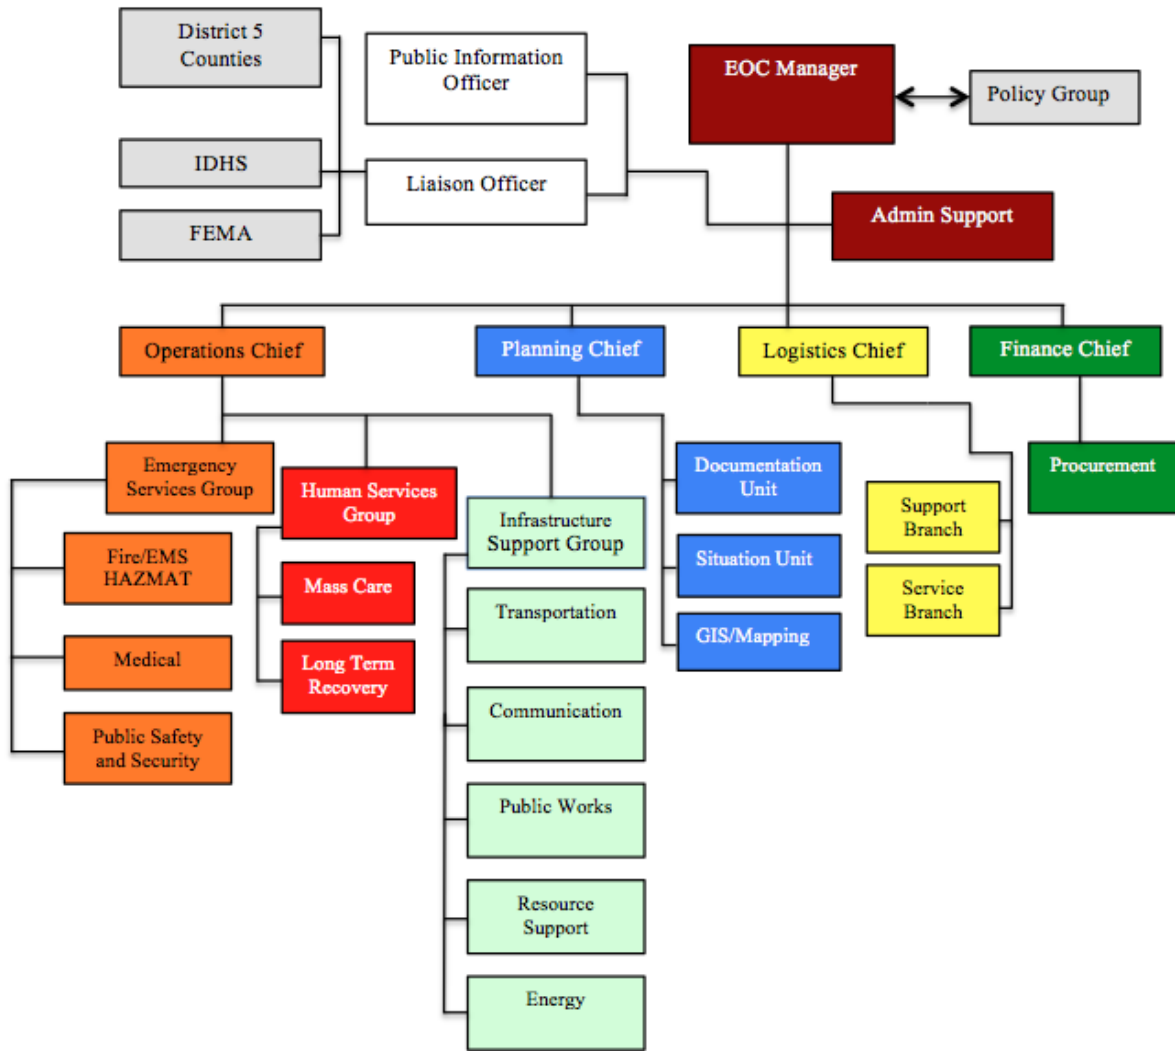 District 5
Counties
Public Information
Officer
EOC Manager
Policy Group
IDHS
Liaison Officer
FEMA
Admin Support
Operations Chief
Planning Chief
Logistics Chief
Finance Chief
Emergency
Services Group
Human Services
Group
Infrastructure
Support Group
Documentation
Unit
Support
Branch
Procurement
Fire/EMS
HAZMAT
Mass Care
Transportation
Situation Unit
Service
Branch
Medical
Long Term
Recovery
Communication
GIS/Mapping
Public Safety
and Security
Public Works
Resource
Support
Energy